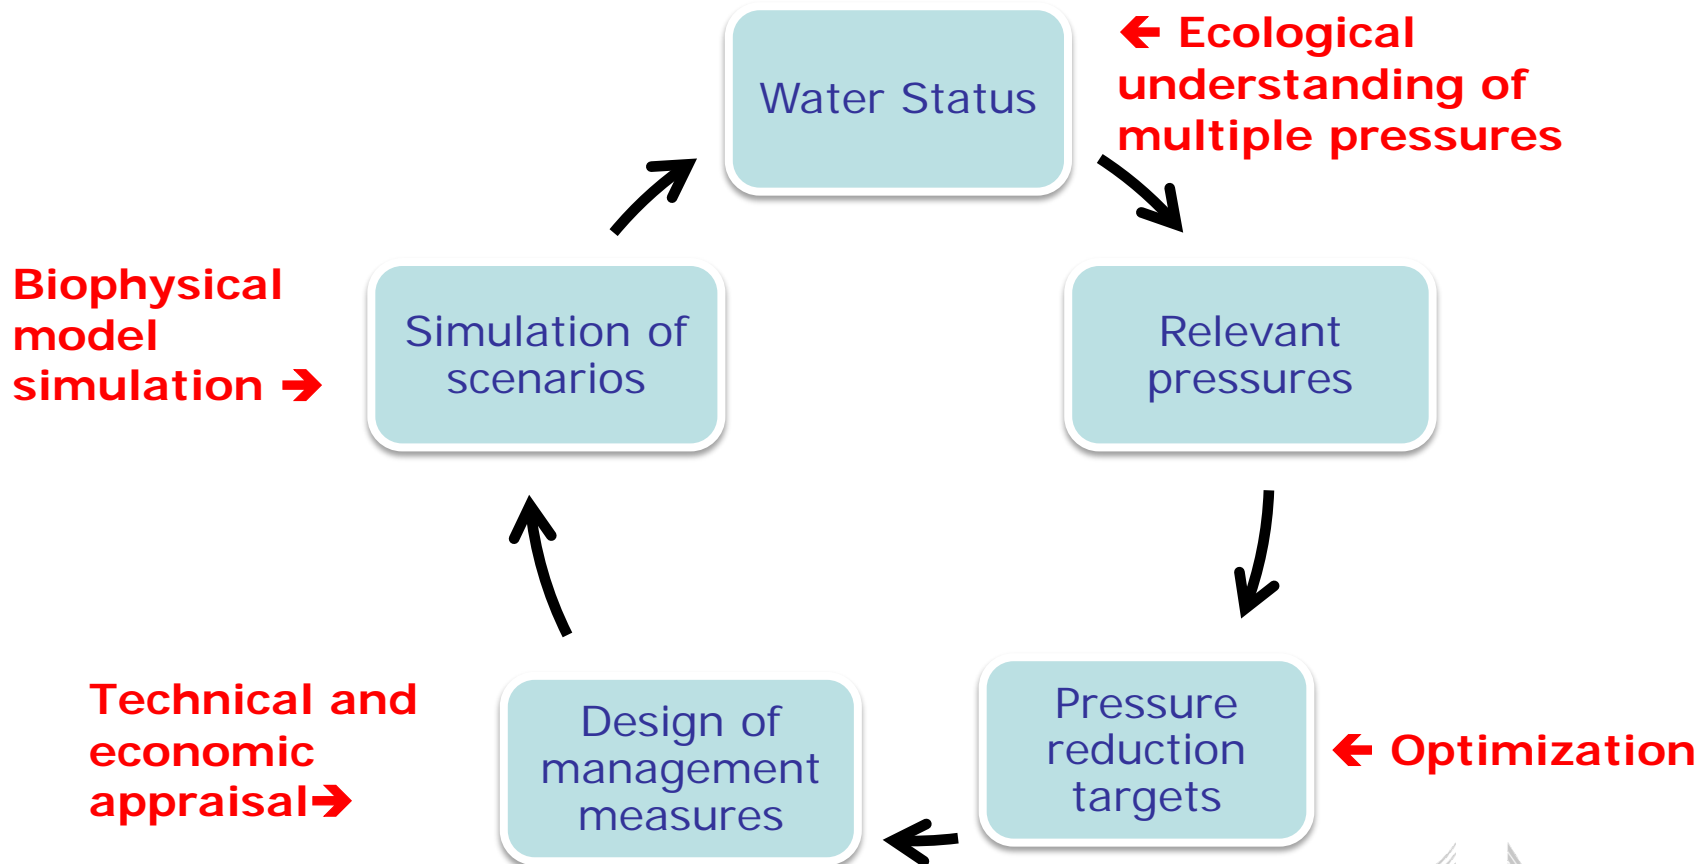 Water Status
← Ecological
understanding of
multiple pressures
Biophysical
model
simulation →
Simulation of
scenarios
Relevant
pressures
Technical and
economic
appraisal→
Design of
management
measures
Pressure
reduction
targets
← Optimization